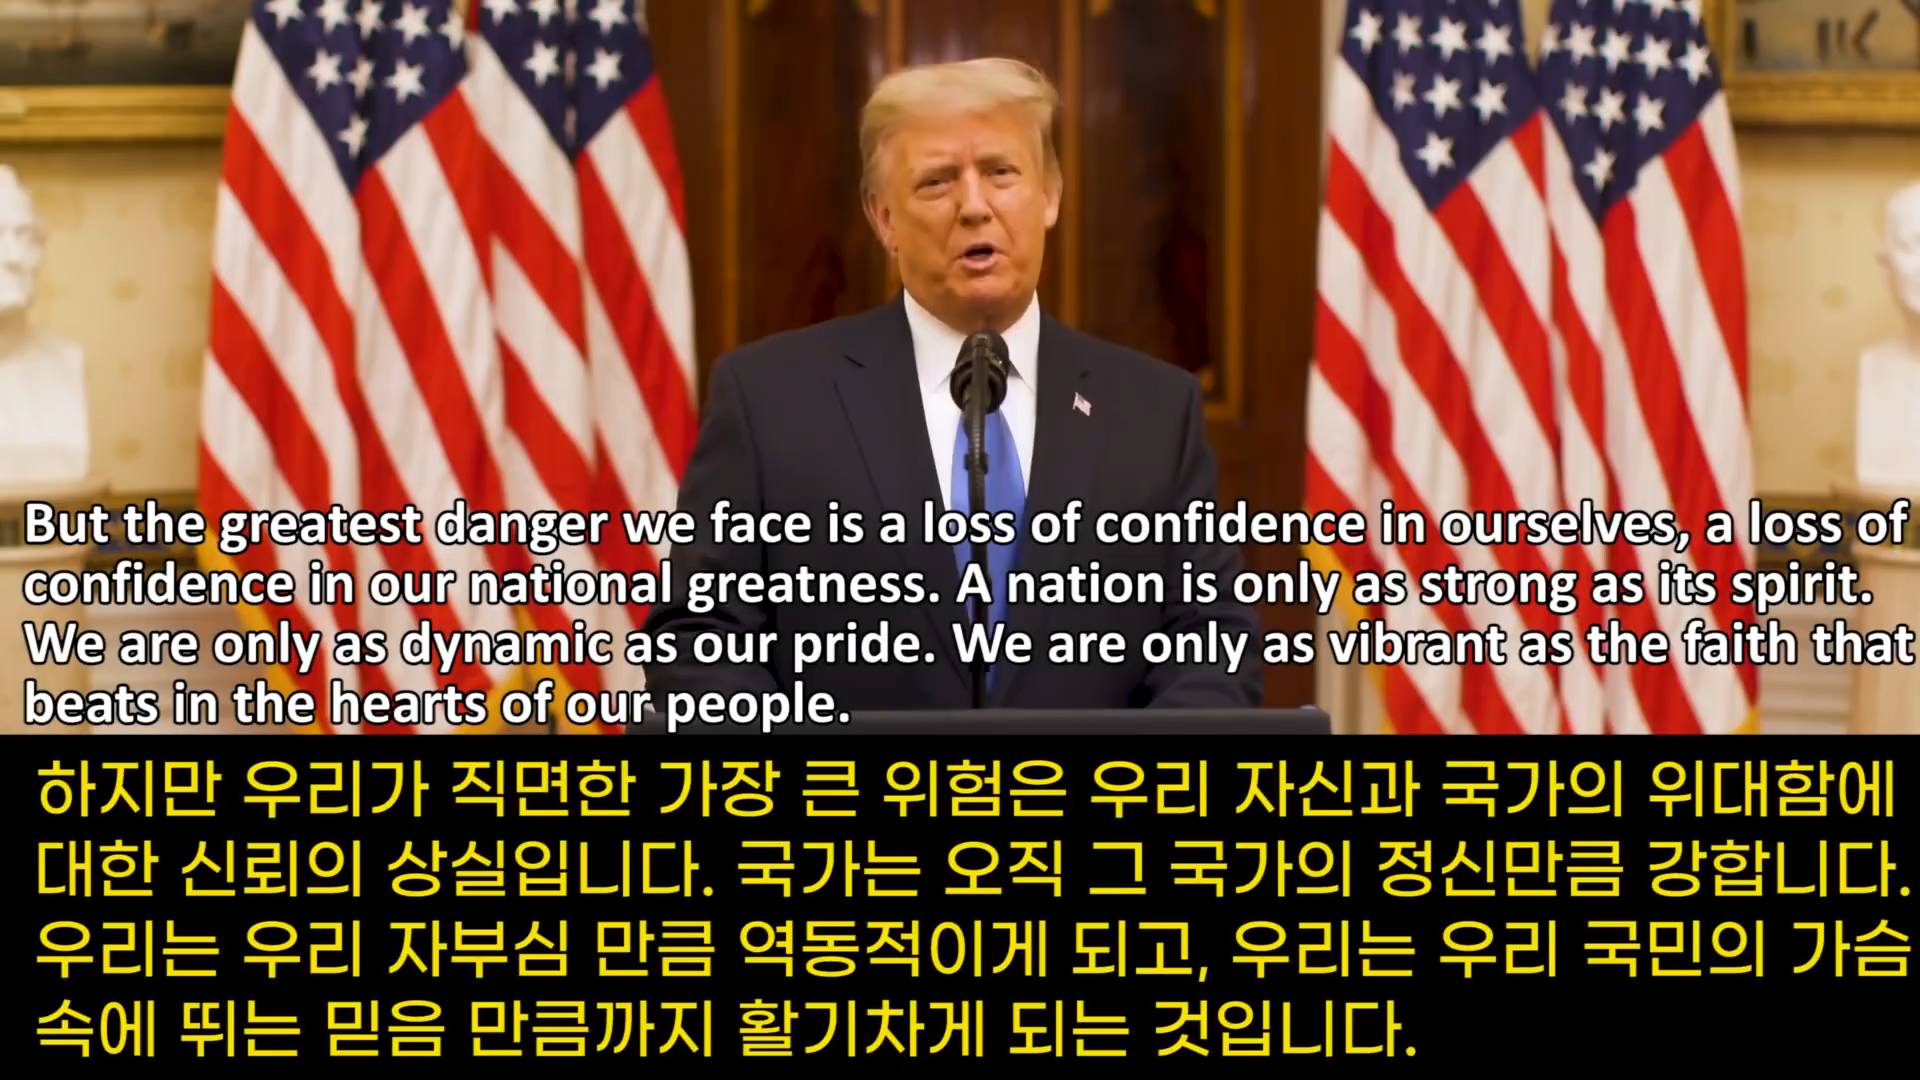 But the greatest danger we face is a loss of confidence in ourselves, a loss of
confidence in our national greatness. A nation is only as strong as its spirit.
We are only as dynamic as our pride. We are only as vibrant as the faith that
beats in the hearts of our people.
하지만 우리가 직면한 가장 큰 위험은 우리 자신과 국가의 위대함에
대한 신뢰의 상실입니다. 국가는 오직 그 국가의 정신만큼 강합니다.
우리는 우리 자부심 만큼 역동적이게 되고, 우리는 우리 국민의 가슴
속에 뛰는 믿음 만큼까지 활기차게 되는 것입니다.